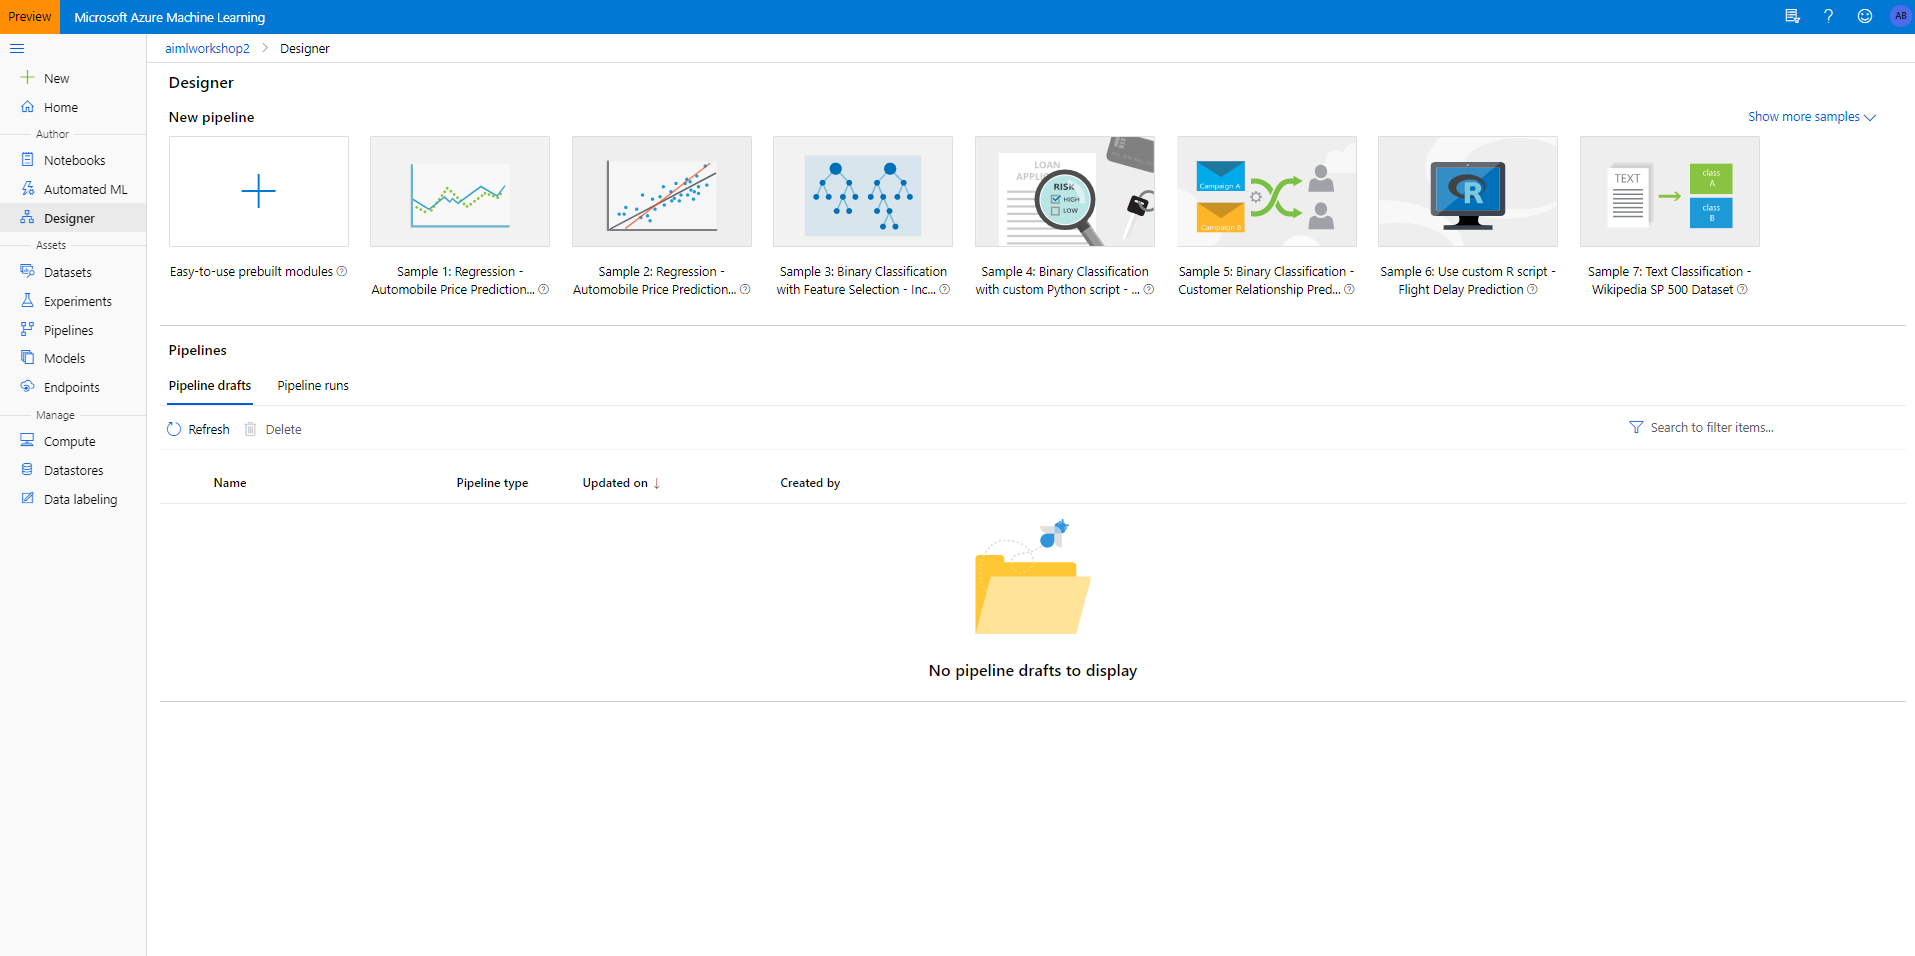 Preview
Microsoft Azure Machine Learning
AB
aimlworkshop2 > Designer
New
Home
Author
Notebooks
Automated ML
Designer
Assets
Datasets
Experiments
Pipelines
Models
Endpoints
Manage
Compute
Datastores
Data labeling
Designer
New pipeline
Show more samples
LOAN
APPLIC
RISK
HIGH
LOW
Campaign A
Campaign B
R
TEXT
class
A
class
B
Easy-to-use prebuilt modules
Sample 1: Regression -
Automobile Price Prediction...
Sample 2: Regression -
Automobile Price Prediction...
Sample 3: Binary Classification
with Feature Selection - Inc...
Sample 4: Binary Classification
with custom Python script - ...
Sample 5: Binary Classification -
Customer Relationship Pred...
Sample 6: Use custom R script -
Flight Delay Prediction
Sample 7: Text Classification -
Wikipedia SP 500 Dataset
Pipelines
Pipeline drafts Pipeline runs
Refresh Delete
Search to filter items...
Name Pipeline type Updated on ↓ Created by
No pipeline drafts to display